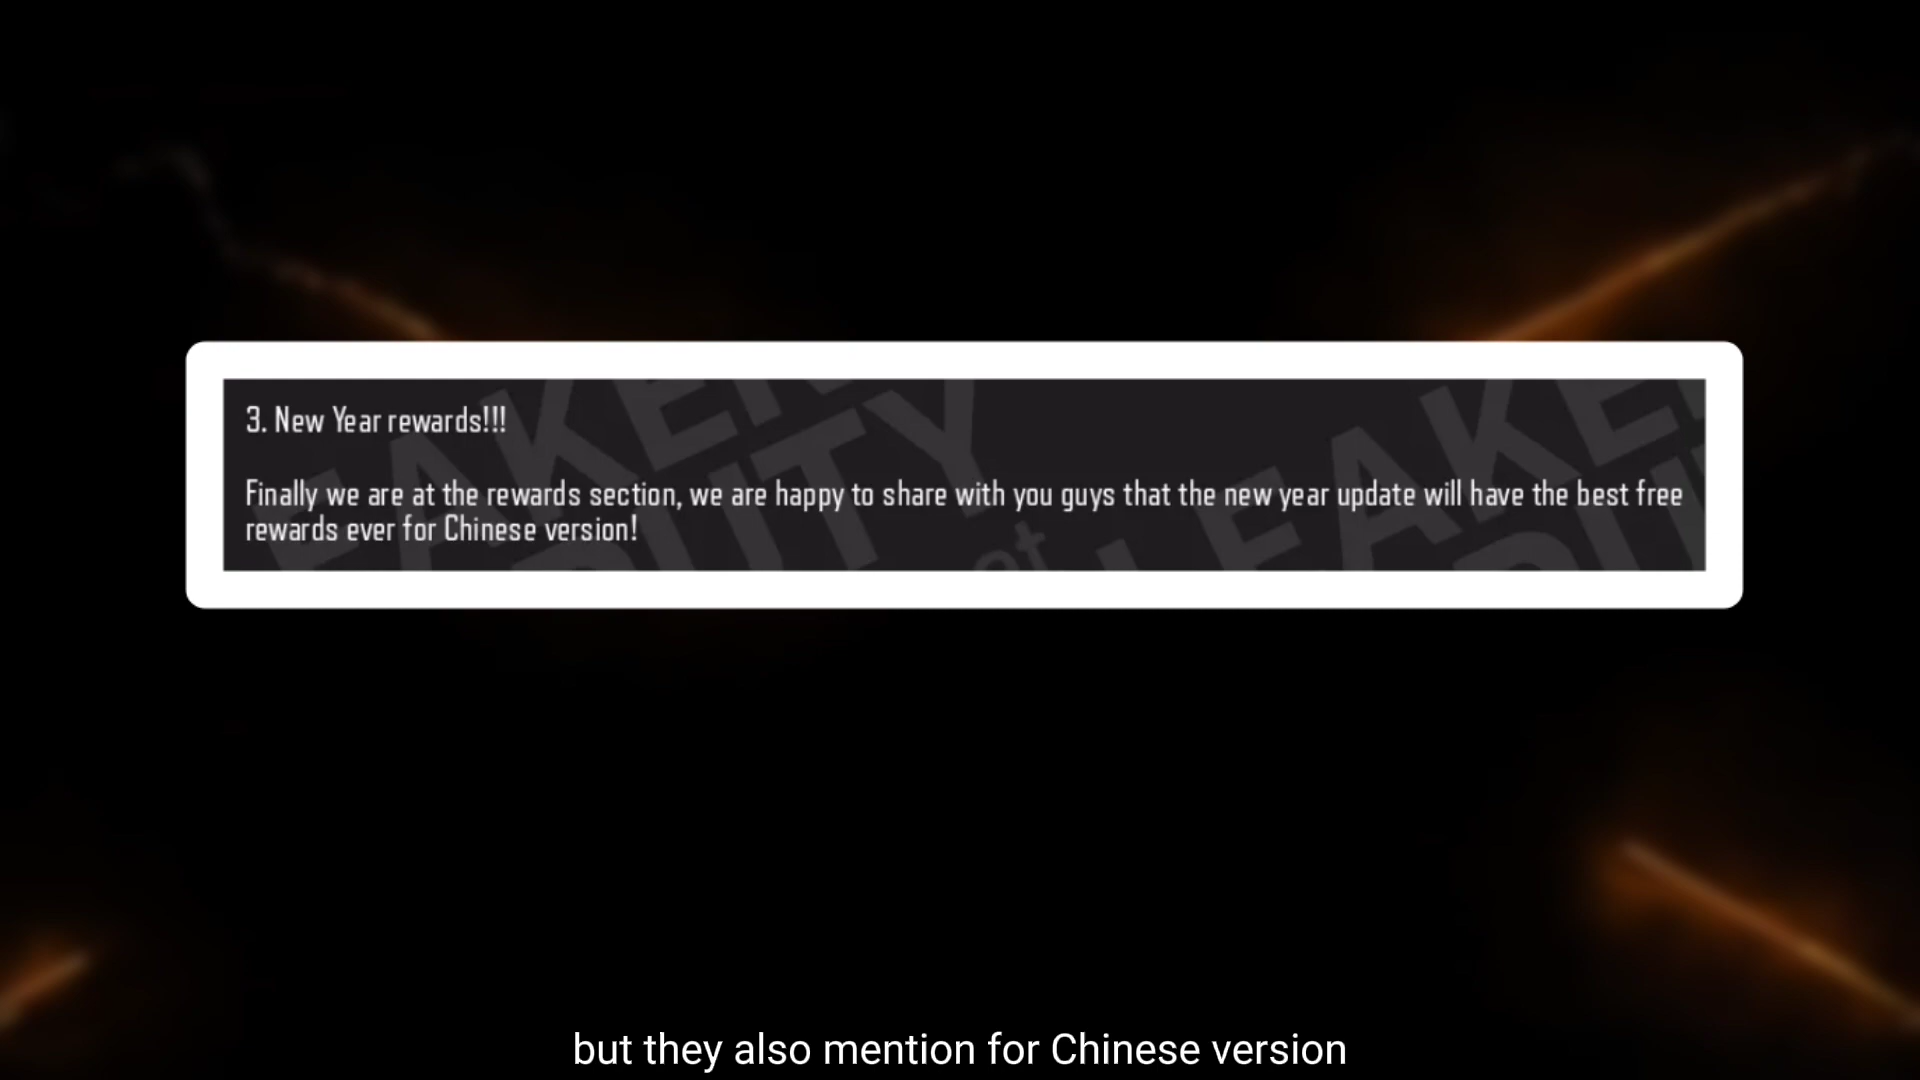 3. New Year rewards!!!
Finally we are at the rewards section, we are happy to share with you guys that the new year update will have the best free
rewards ever for Chinese version!
but they also mention for Chinese version